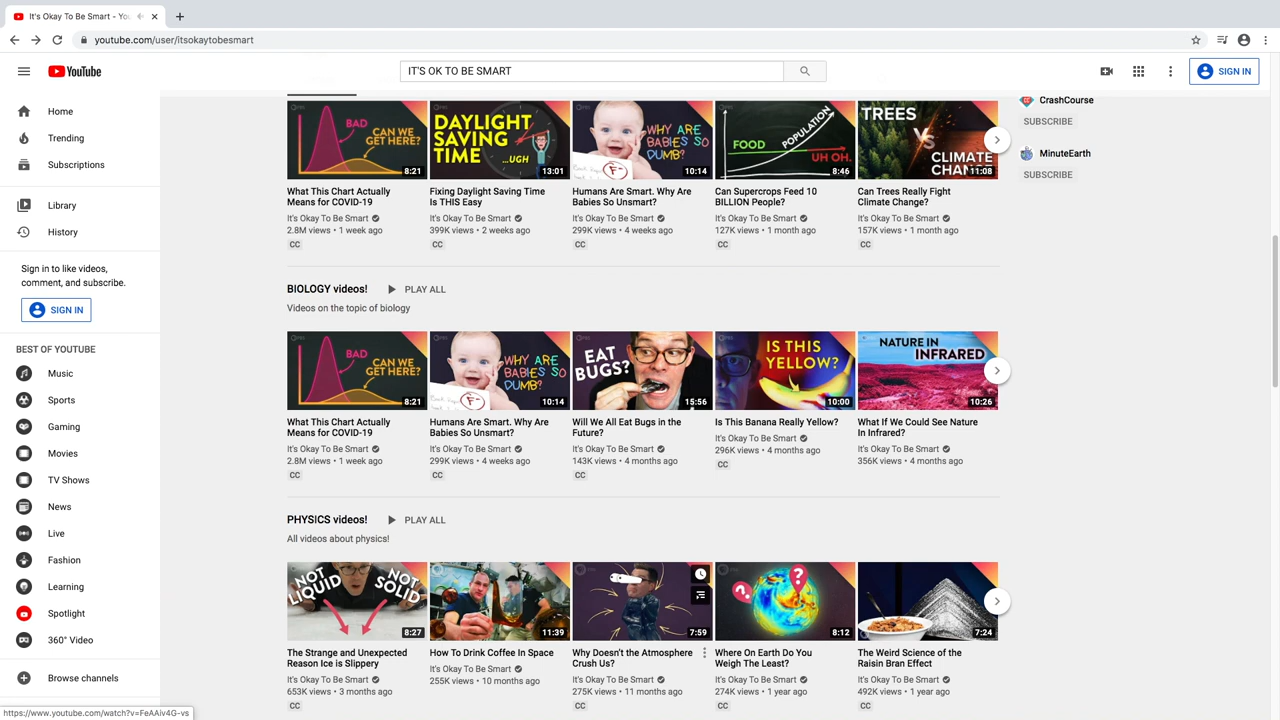 It's Okay To Be Smart - You
youtube.com/user/itsokaytobesmart
YouTube
IT'S OK TO BE SMART
SIGN IN
Home
Trending
Subscriptions
Library
History
Sign in to like videos,
comment, and subscribe.
SIGN IN
BEST OF YOUTUBE
Music
Sports
Gaming
Movies
TV Shows
News
Live
Fashion
Learning
Spotlight
360° Video
Browse channels
https://www.youtube.com/watch?v=FeAAiv4G-vs
BAD
CAN WE
GET HERE?
8:21
What This Chart Actually
Means for COVID-19
It's Okay To Be Smart
2.8M views • 1 week ago
CC
DAYLIGHT
SAVING
TIME
...UGH
13:01
Fixing Daylight Saving Time
Is THIS Easy
It's Okay To Be Smart
399K views • 2 weeks ago
CC
WHY ARE
BABIES SO
DUMB?
F-
10:14
Humans Are Smart. Why Are
Babies So Unsmart?
It's Okay To Be Smart
299K views • 4 weeks ago
CC
POPULATION
FOOD
UH OH.
8:46
Can Supercrops Feed 10
BILLION People?
It's Okay To Be Smart
127K views • 1 month ago
CC
TREES
VS
CLIMATE
CHANGE
11:08
Can Trees Really Fight
Climate Change?
It's Okay To Be Smart
157K views • 1 month ago
CC
CrashCourse
SUBSCRIBE
MinuteEarth
SUBSCRIBE
BIOLOGY videos! PLAY ALL
Videos on the topic of biology
BAD
CAN WE
GET HERE?
8:21
What This Chart Actually
Means for COVID-19
It's Okay To Be Smart
2.8M views • 1 week ago
CC
WHY ARE
BABIES SO
DUMB?
F-
10:14
Humans Are Smart. Why Are
Babies So Unsmart?
It's Okay To Be Smart
299K views • 4 weeks ago
CC
EAT
BUGS?
15:56
Will We All Eat Bugs in the
Future?
It's Okay To Be Smart
143K views • 4 months ago
CC
IS THIS
YELLOW?
10:00
Is This Banana Really Yellow?
It's Okay To Be Smart
296K views • 4 months ago
CC
NATURE IN
INFRARED
10:26
What If We Could See Nature
In Infrared?
It's Okay To Be Smart
356K views • 4 months ago
PHYSICS videos! PLAY ALL
All videos about physics!
NOT
LIQUID
NOT
SOLID
8:27
The Strange and Unexpected
Reason Ice is Slippery
It's Okay To Be Smart
653K views • 3 months ago
CC
11:39
How To Drink Coffee In Space
It's Okay To Be Smart
255K views • 10 months ago
7:59
Why Doesn't the Atmosphere
Crush Us?
It's Okay To Be Smart
275K views • 11 months ago
CC
? ?
8:12
Where On Earth Do You
Weigh The Least?
It's Okay To Be Smart
274K views • 1 year ago
CC
7:24
The Weird Science of the
Raisin Bran Effect
It's Okay To Be Smart
492K views • 1 year ago
CC